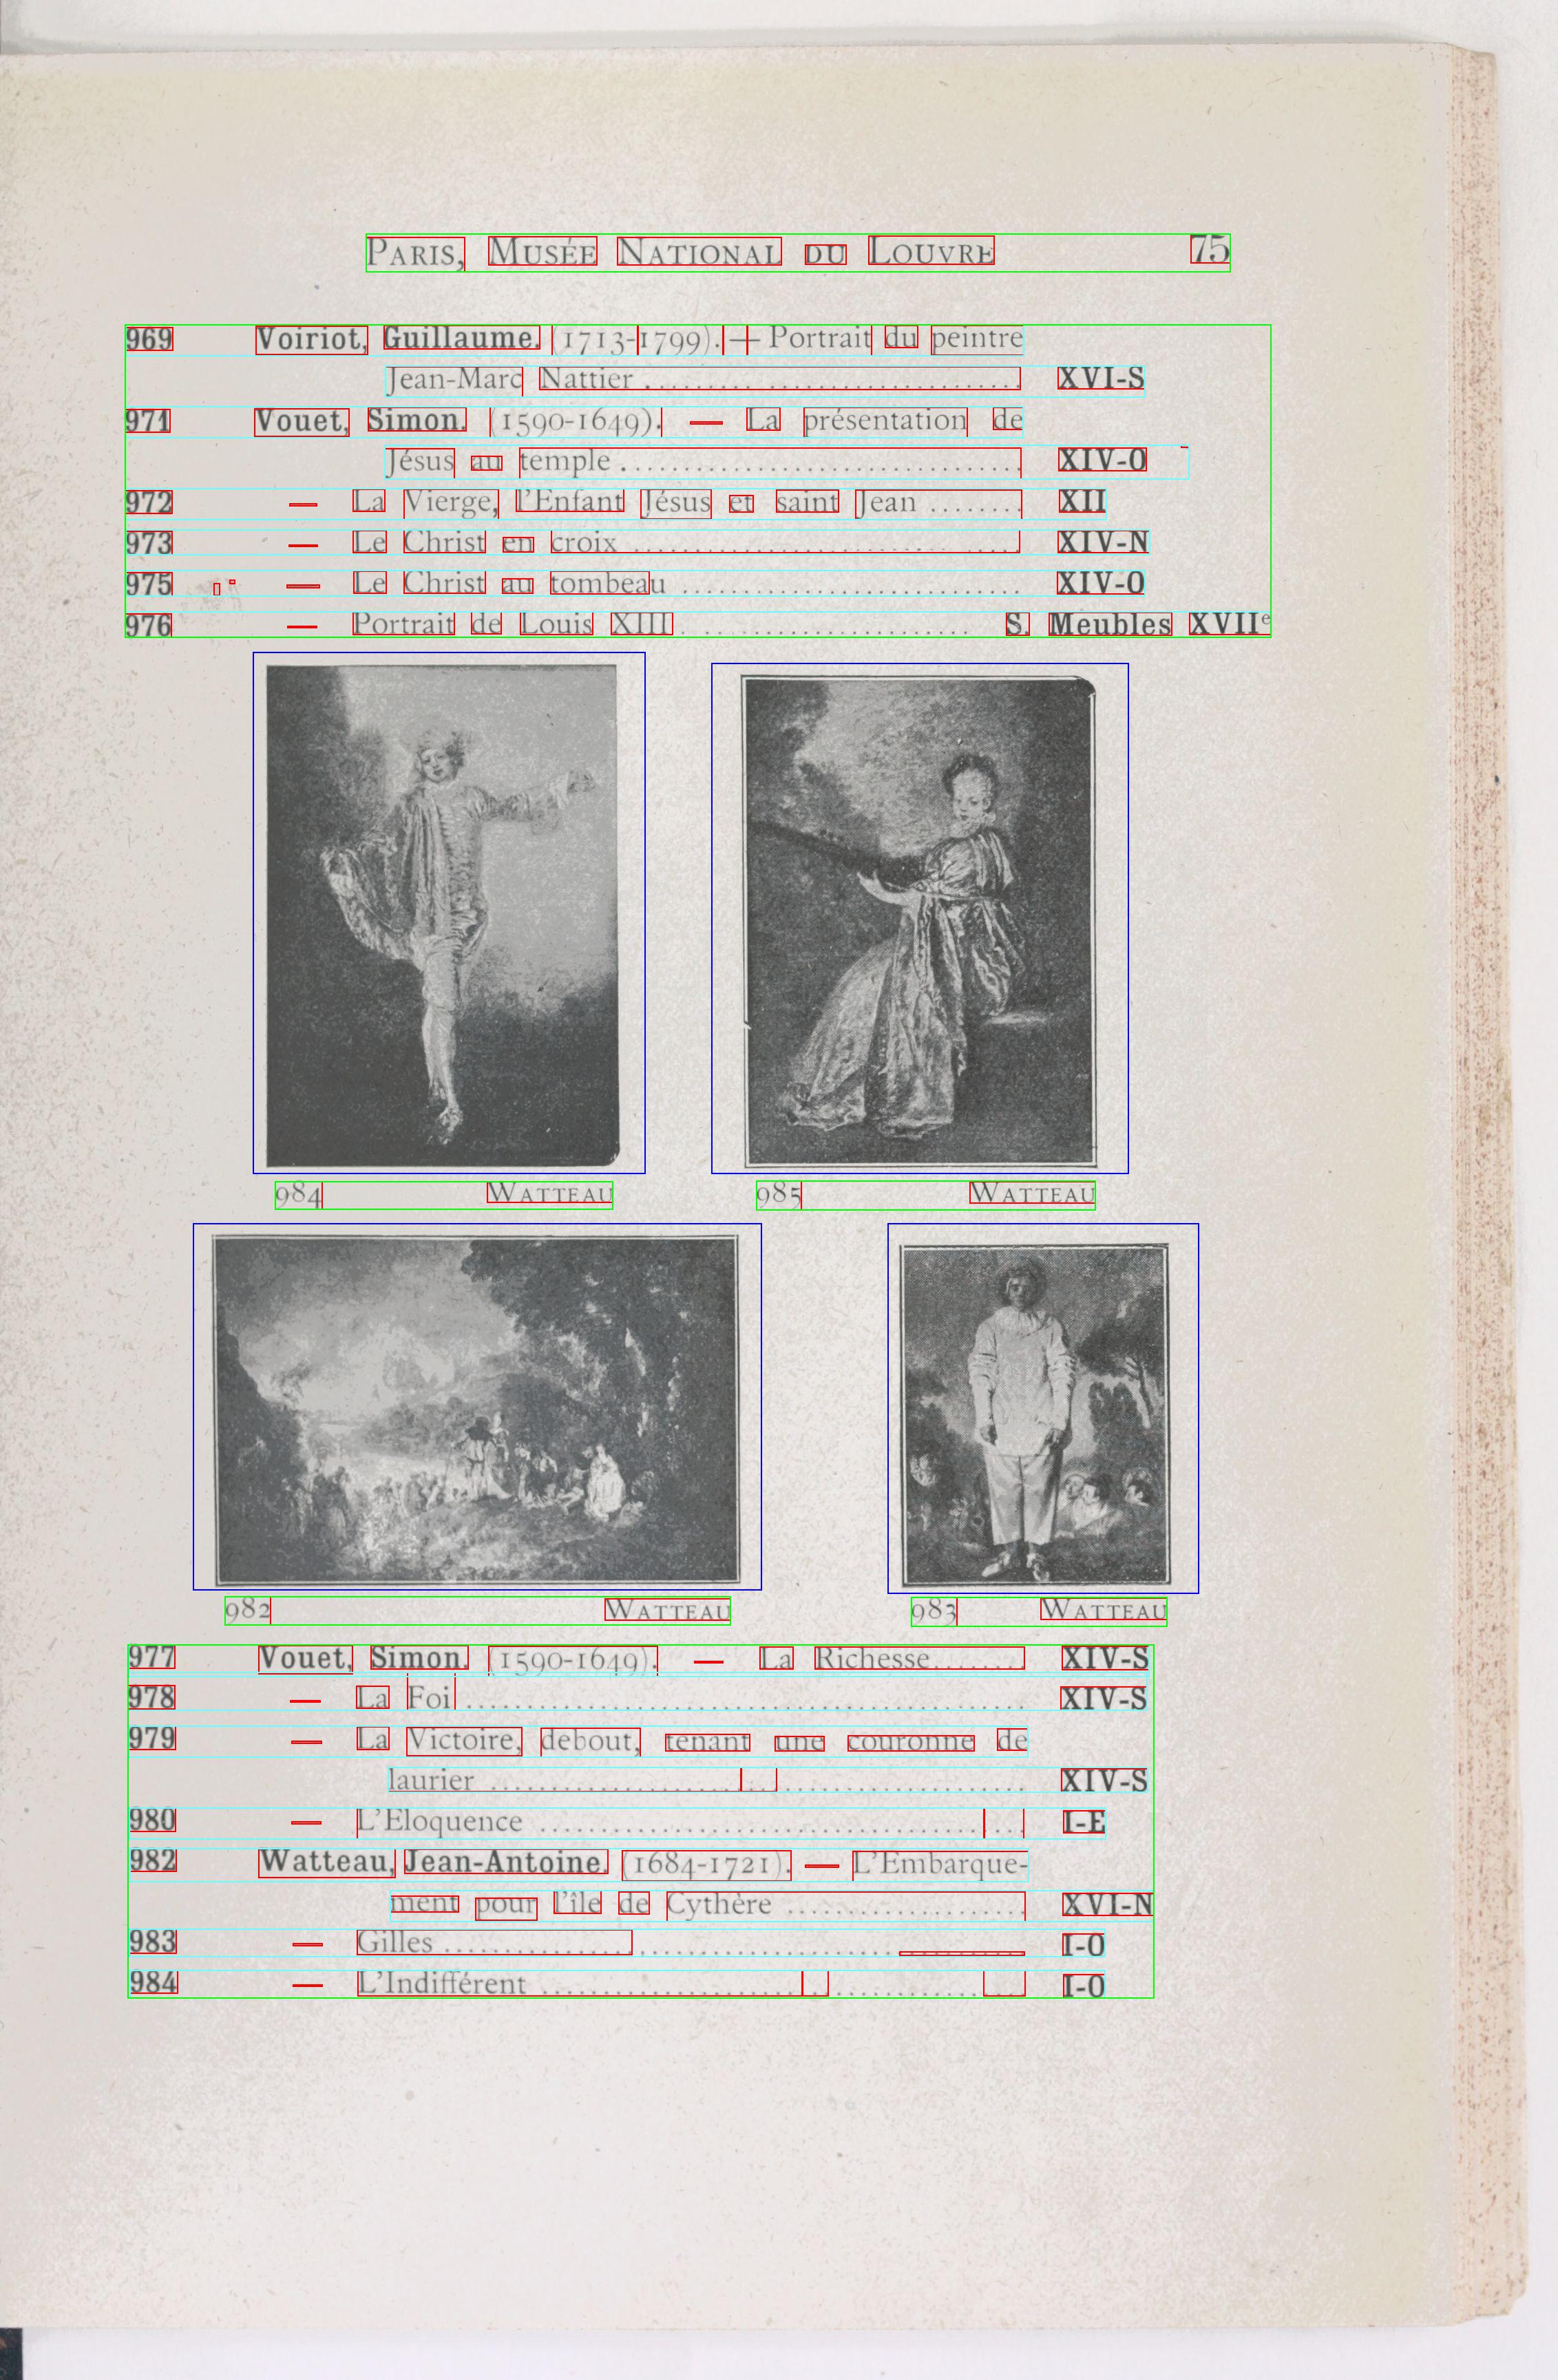 PARIS, MUSÉE NATIONAL DU LOUVRE 75
969 Voiriot, Guillaume. (1713-1799). — Portrait du peintre
Jean-Marc Nattier ........................................ XVI-S
971 Vouet, Simon. (1590-1649). — La présentation de
Jésus au temple ........................................ XIV-O
972 — La Vierge, l'Enfant Jésus et saint Jean ........ XII
973 — Le Christ en croix ................................ XIV-N
975 — Le Christ au tombeau ............................ XIV-O
976 — Portrait de Louis XIII ........................ S. Meubles XVIIe
984 WATTEAU
985 WATTEAU
982 WATTEAU
983 WATTEAU
977 Vouet, Simon. (1590-1649). — La Richesse........ XIV-S
978 — La Foi ................................................ XIV-S
979 — La Victoire, debout, tenant une couronne de
laurier ................................................ XIV-S
980 — L'Eloquence ........................................ I-E
982 Watteau, Jean-Antoine. (1684-1721). — L'Embarque-
ment pour l'île de Cythère .................... XVI-N
983 — Gilles ................................................ I-O
984 — L'Indifférent ........................................ I-O